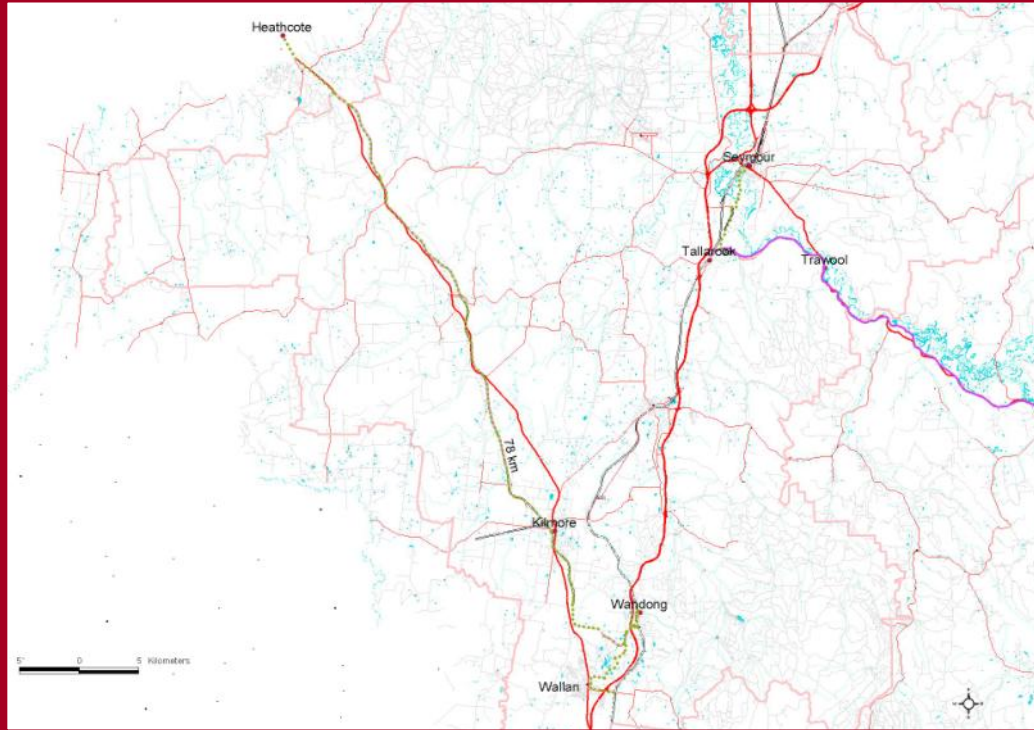 Heathcote
Seymour
Tallarook
Trawool
78 km
Kilmore
Wandong
5 0 5 Kilometers
Wallan